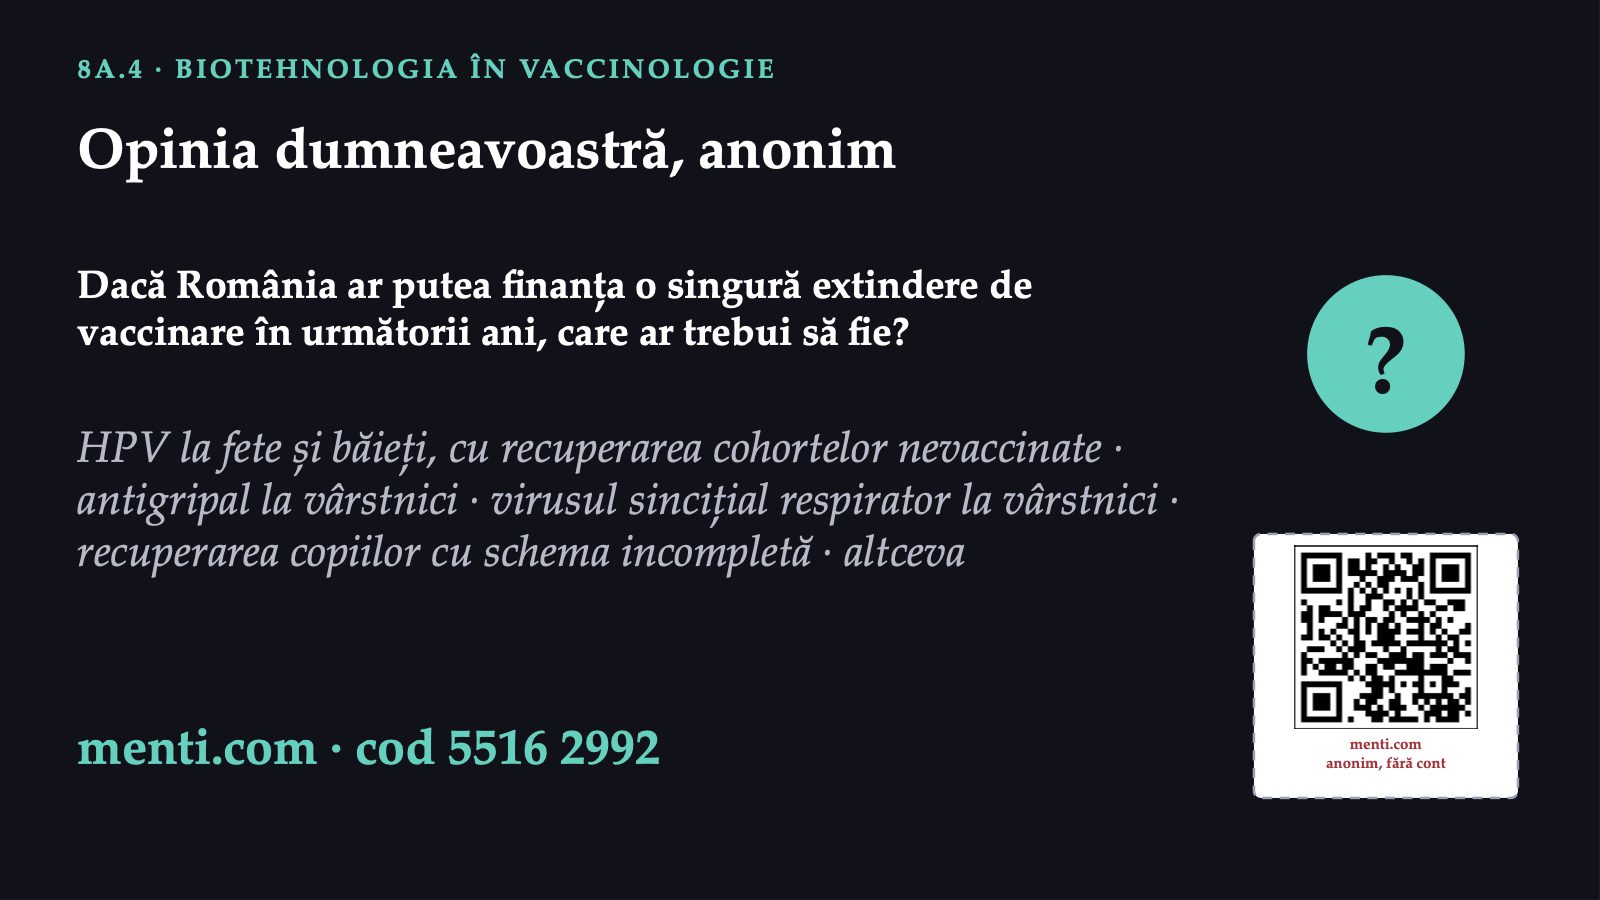 8A.4 · BIOTEHNOLOGIA ÎN VACCINOLOGIE
Opinia dumneavoastră, anonim
Dacă România ar putea finanța o singură extindere de
vaccinare în următorii ani, care ar trebui să fie?
?
HPV la fete și băieți, cu recuperarea cohortelor nevaccinate ·
antigripal la vârstnici · virusul sincițial respirator la vârstnici ·
recuperarea copiilor cu schema incompletă · altceva
menti.com · cod 5516 2992
menti.com
anonim, fără cont